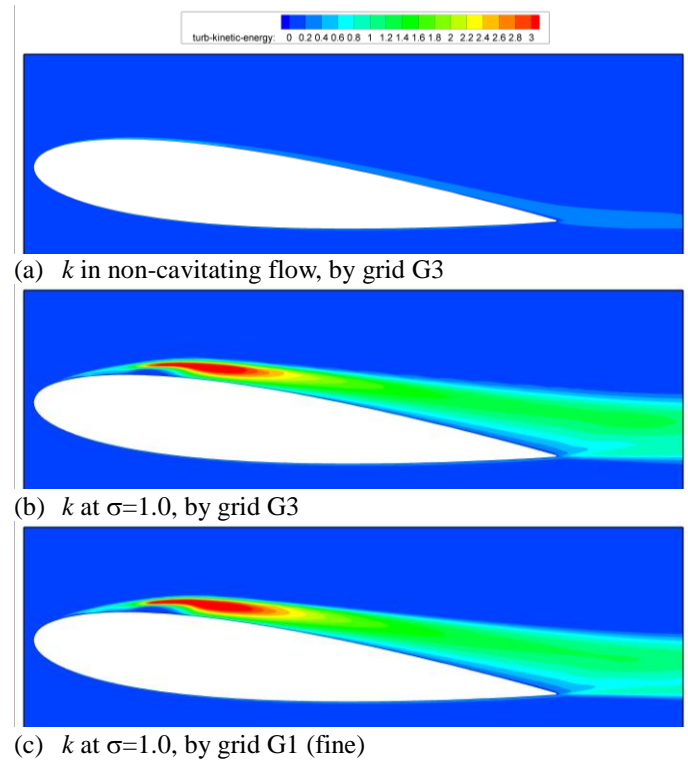 turb-kinetic-energy: 0 0.2 0.4 0.6 0.8 1 1.2 1.4 1.6 1.8 2 2.2 2.4 2.6 2.8 3
(a) k in non-cavitating flow, by grid G3
(b) k at σ=1.0, by grid G3
(c) k at σ=1.0, by grid G1 (fine)